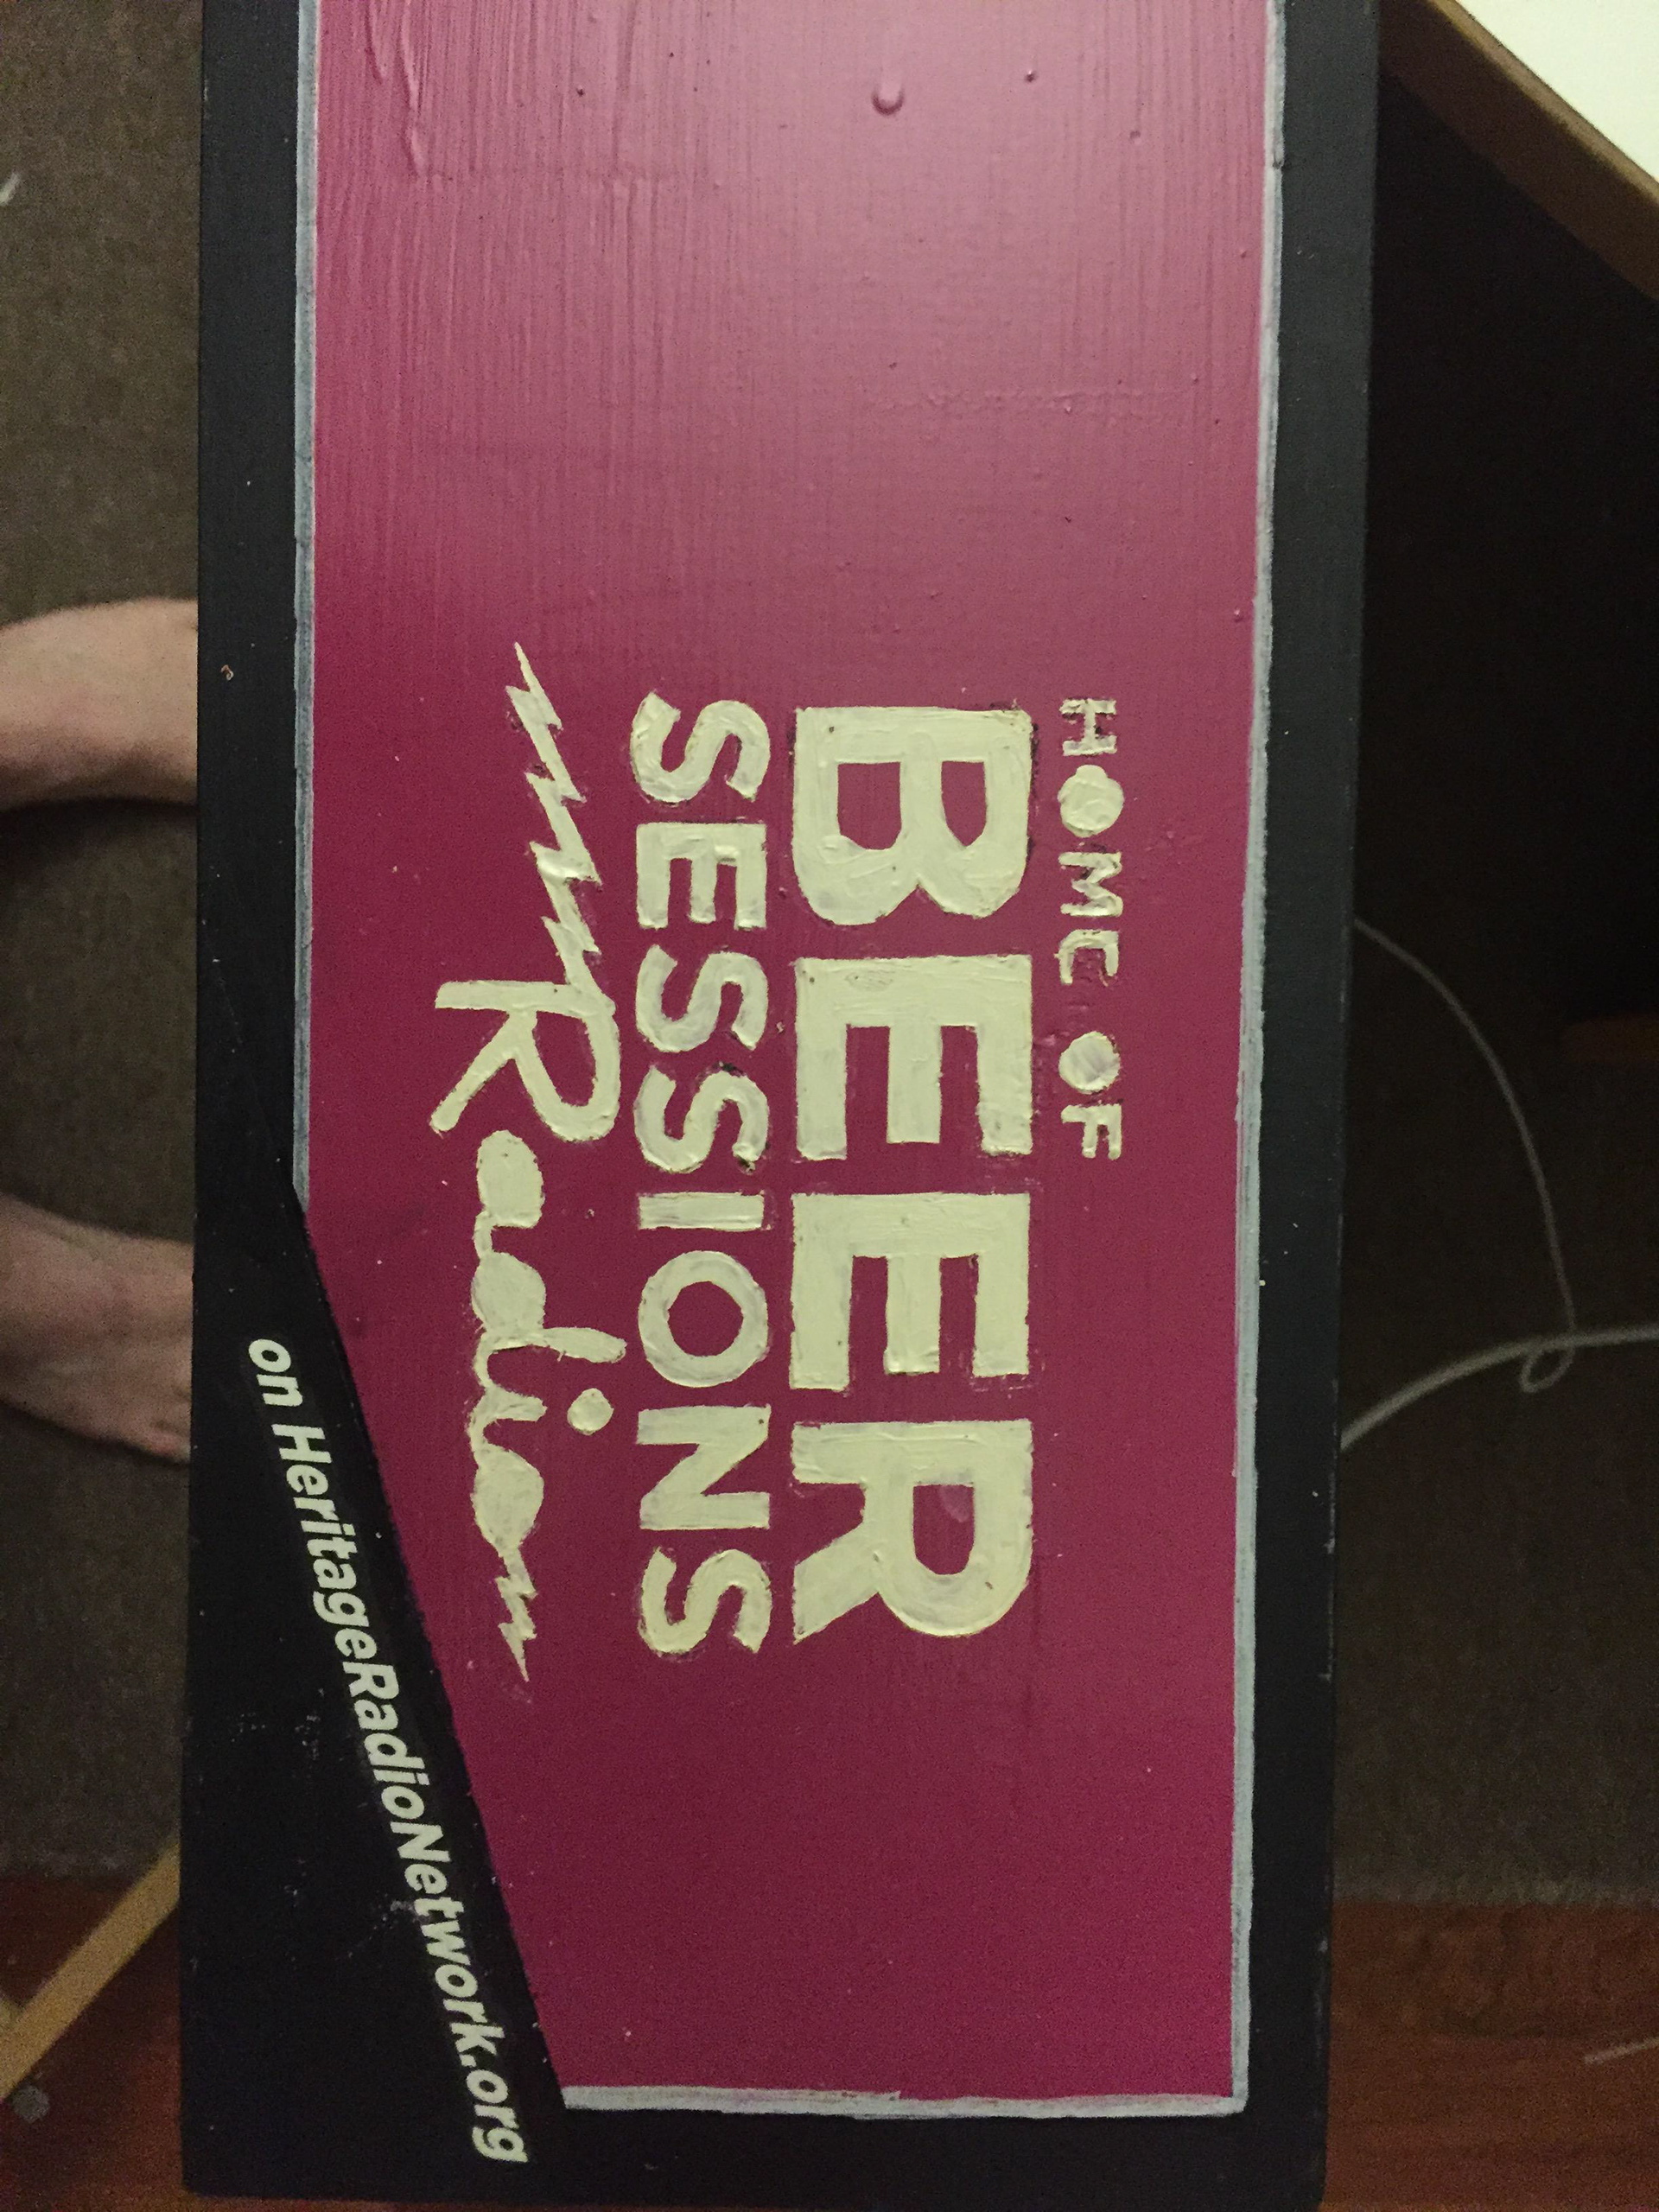 HOME OF
BEER
SESSIONS
Radio
on HeritageRadioNetwork.org